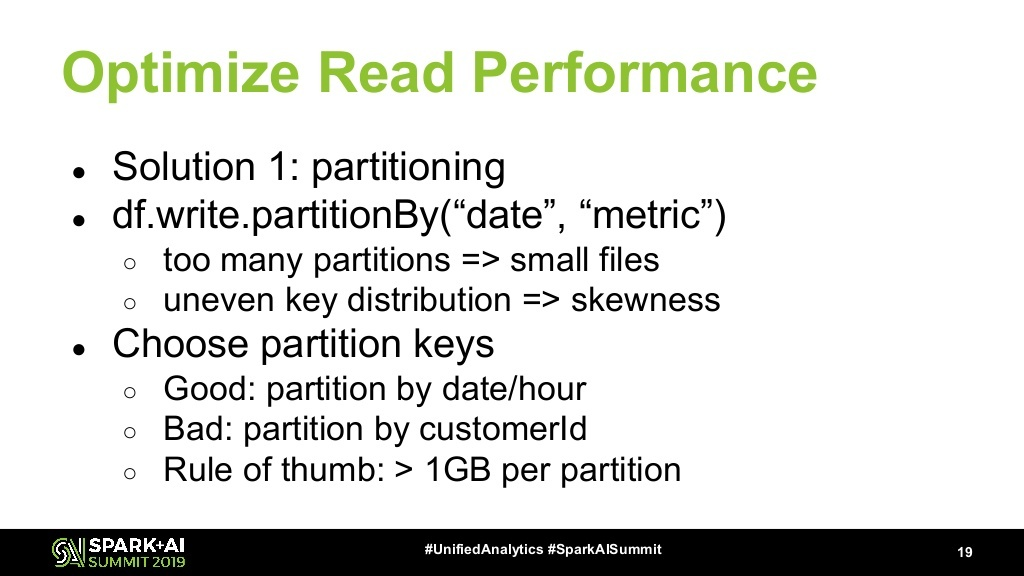 Optimize Read Performance
● Solution 1: partitioning
● df.write.partitionBy(“date”, “metric”)
○ too many partitions => small files
○ uneven key distribution => skewness
● Choose partition keys
○ Good: partition by date/hour
○ Bad: partition by customerId
○ Rule of thumb: > 1GB per partition
SPARK+AI
SUMMIT 2019
#UnifiedAnalytics #SparkAISummit
19